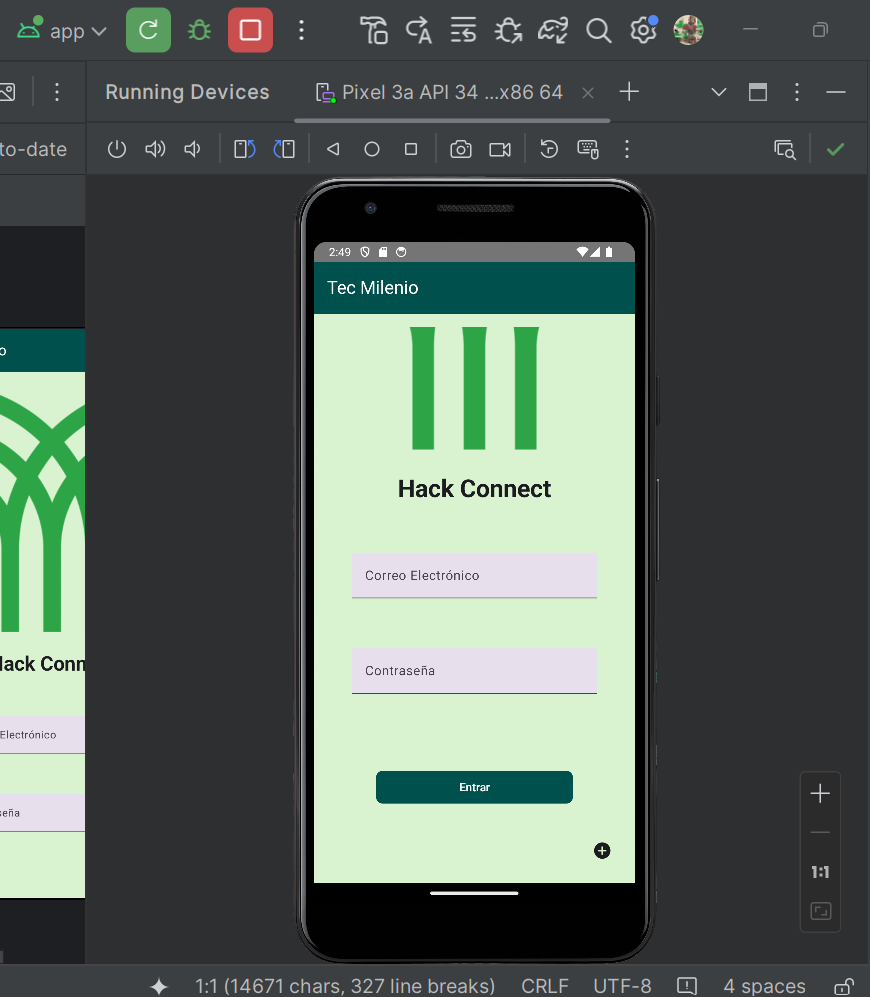 app
Running Devices
Pixel 3a API 34 ...x86 64
to-date
2:49
Tec Milenio
o
Hack Connect
Correo Electrónico
Contraseña
Entrar
Hack Conn
Electrónico
seña
1:1
1:1 (14671 chars, 327 line breaks)
CRLF
UTF-8
4 spaces